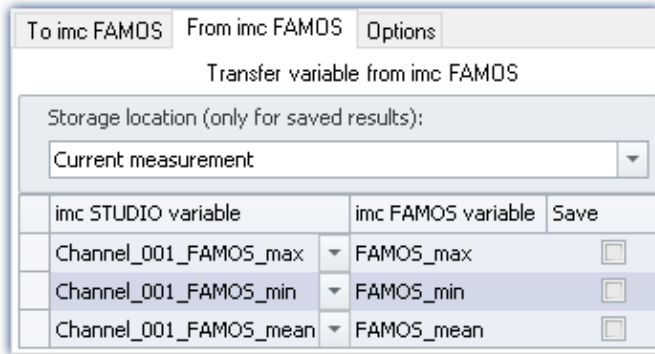 To imc FAMOS From imc FAMOS Options
Transfer variable from imc FAMOS
Storage location (only for saved results):
Current measurement
imc STUDIO variable imc FAMOS variable Save
Channel_001_FAMOS_max FAMOS_max
Channel_001_FAMOS_min FAMOS_min
Channel_001_FAMOS_mean FAMOS_mean